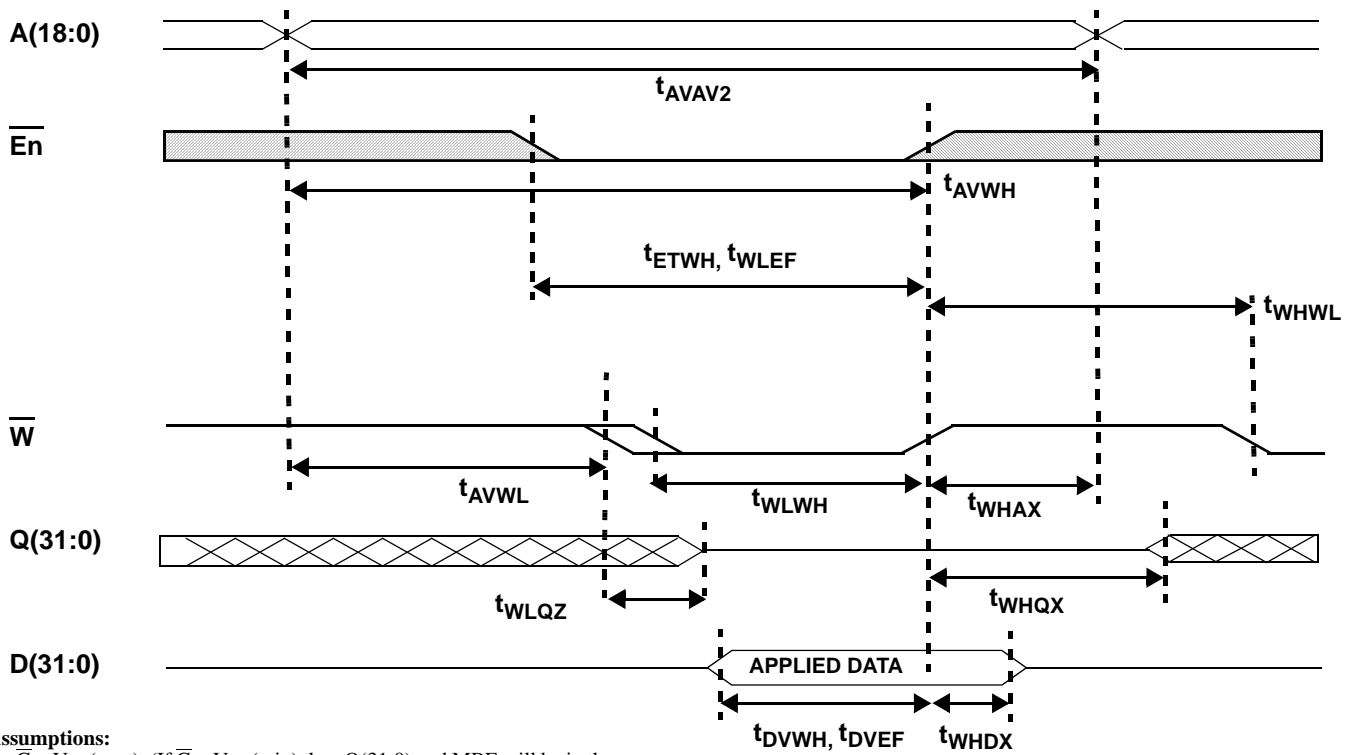 A(18:0)
tAVAV2
En
tAVWH
tETWH, tWLEF
tWHWL
W
tAVWL
tWLWH
tWHAX
Q(31:0)
tWLQZ
tWHQX
D(31:0)
APPLIED DATA
tDVWH, tDVEF
tWHDX
ssumptions: